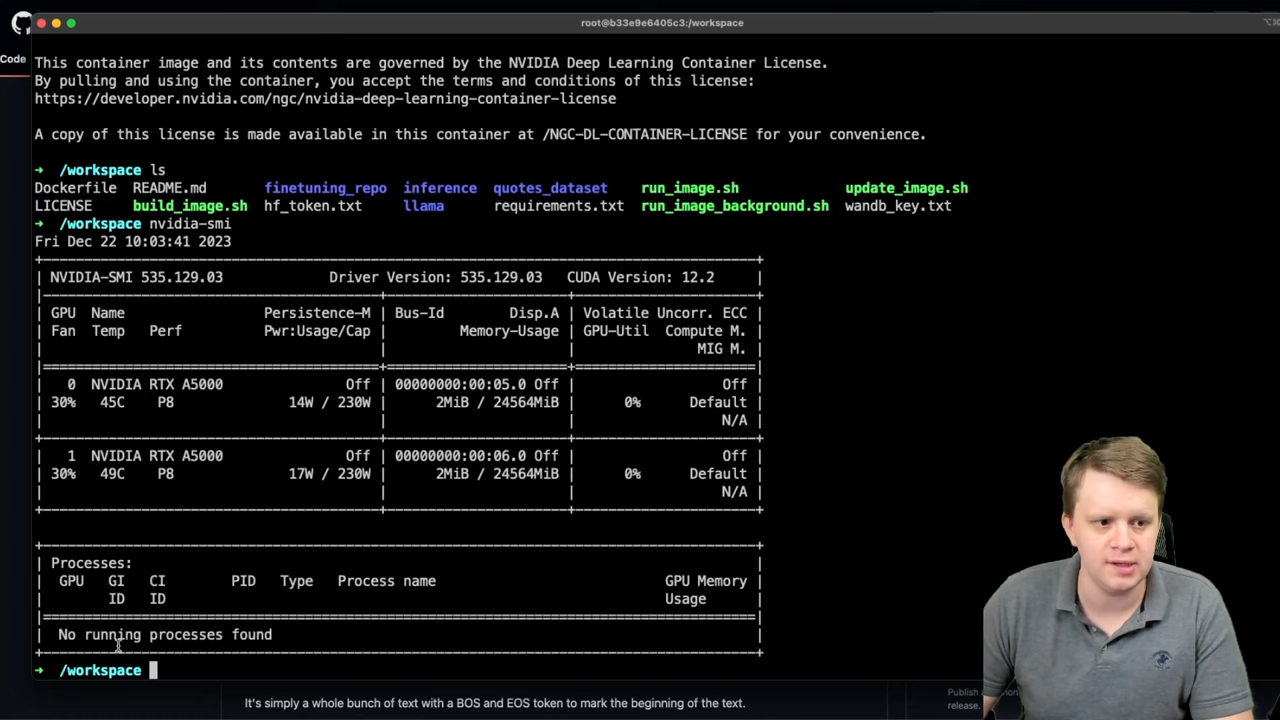 Code
root@b33e9e6405c3:/workspace
This container image and its contents are governed by the NVIDIA Deep Learning Container License.
By pulling and using the container, you accept the terms and conditions of this license:
https://developer.nvidia.com/ngc/nvidia-deep-learning-container-license
A copy of this license is made available in this container at /NGC-DL-CONTAINER-LICENSE for your convenience.
➜ /workspace ls
Dockerfile README.md finetuning_repo inference quotes_dataset run_image.sh update_image.sh
LICENSE build_image.sh hf_token.txt llama requirements.txt run_image_background.sh wandb_key.txt
➜ /workspace nvidia-smi
Fri Dec 22 10:03:41 2023
| NVIDIA-SMI 535.129.03 Driver Version: 535.129.03 CUDA Version: 12.2 |
| GPU Name Persistence-M | Bus-Id Disp.A | Volatile Uncorr. ECC |
| Fan Temp Perf Pwr:Usage/Cap | Memory-Usage | GPU-Util Compute M. |
| | | MIG M. |
| 0 NVIDIA RTX A5000 Off | 00000000:00:05.0 Off | Off |
| 30% 45C P8 14W / 230W | 2MiB / 24564MiB | 0% Default |
| | | N/A |
| 1 NVIDIA RTX A5000 Off | 00000000:00:06.0 Off | Off |
| 30% 49C P8 17W / 230W | 2MiB / 24564MiB | 0% Default |
| | | N/A |
| Processes: |
| GPU GI CI PID Type Process name GPU Memory |
| ID ID Usage |
| No running processes found |
➜ /workspace
It's simply a whole bunch of text with a BOS and EOS token to mark the beginning of the text.
Publish a
release.